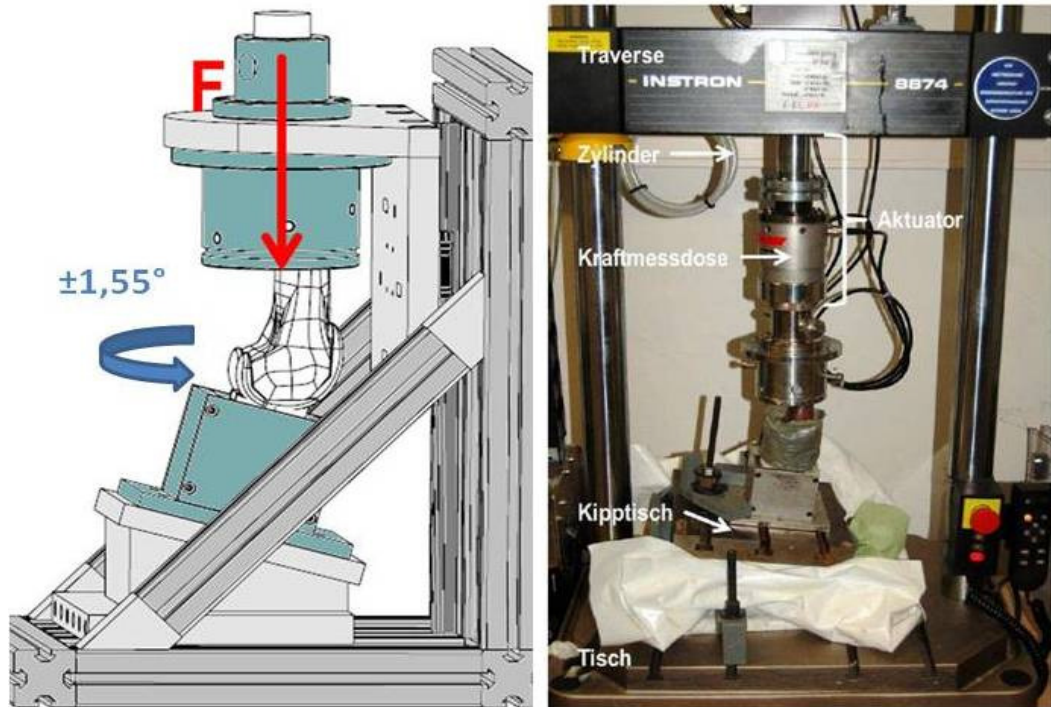 F
±1,55°
Traverse
INSTRON 8874
Zylinder
Aktuator
Kraftmessdose
Kipptisch
Tisch